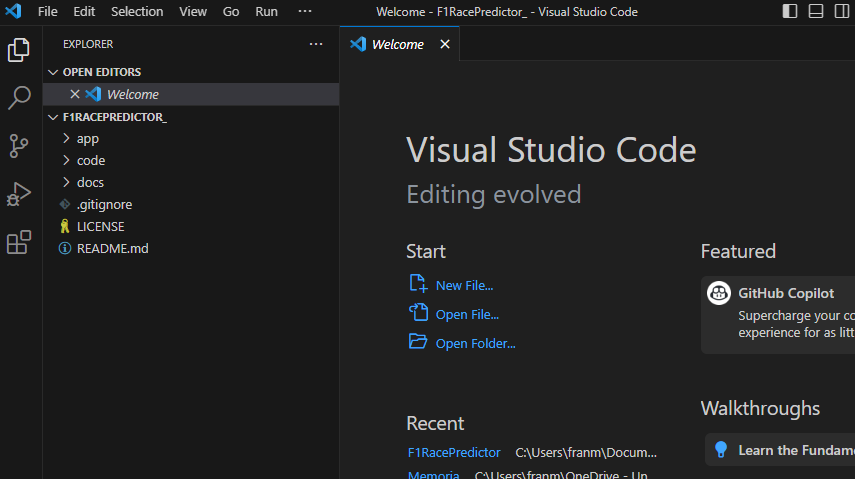 File Edit Selection View Go Run ··· Welcome - F1RacePredictor_ - Visual Studio Code
EXPLORER ···
Welcome
OPEN EDITORS
Welcome
F1RACEPREDICTOR_
app
code
docs
.gitignore
LICENSE
README.md
Visual Studio Code
Editing evolved
Start
New File...
Open File...
Open Folder...
Recent
F1RacePredictor C:\Users\franm\Docum...
Memoria C:\Users\franm\OneDrive - Un
Featured
GitHub Copilot
Supercharge your co
experience for as litt
Walkthroughs
Learn the Fundame